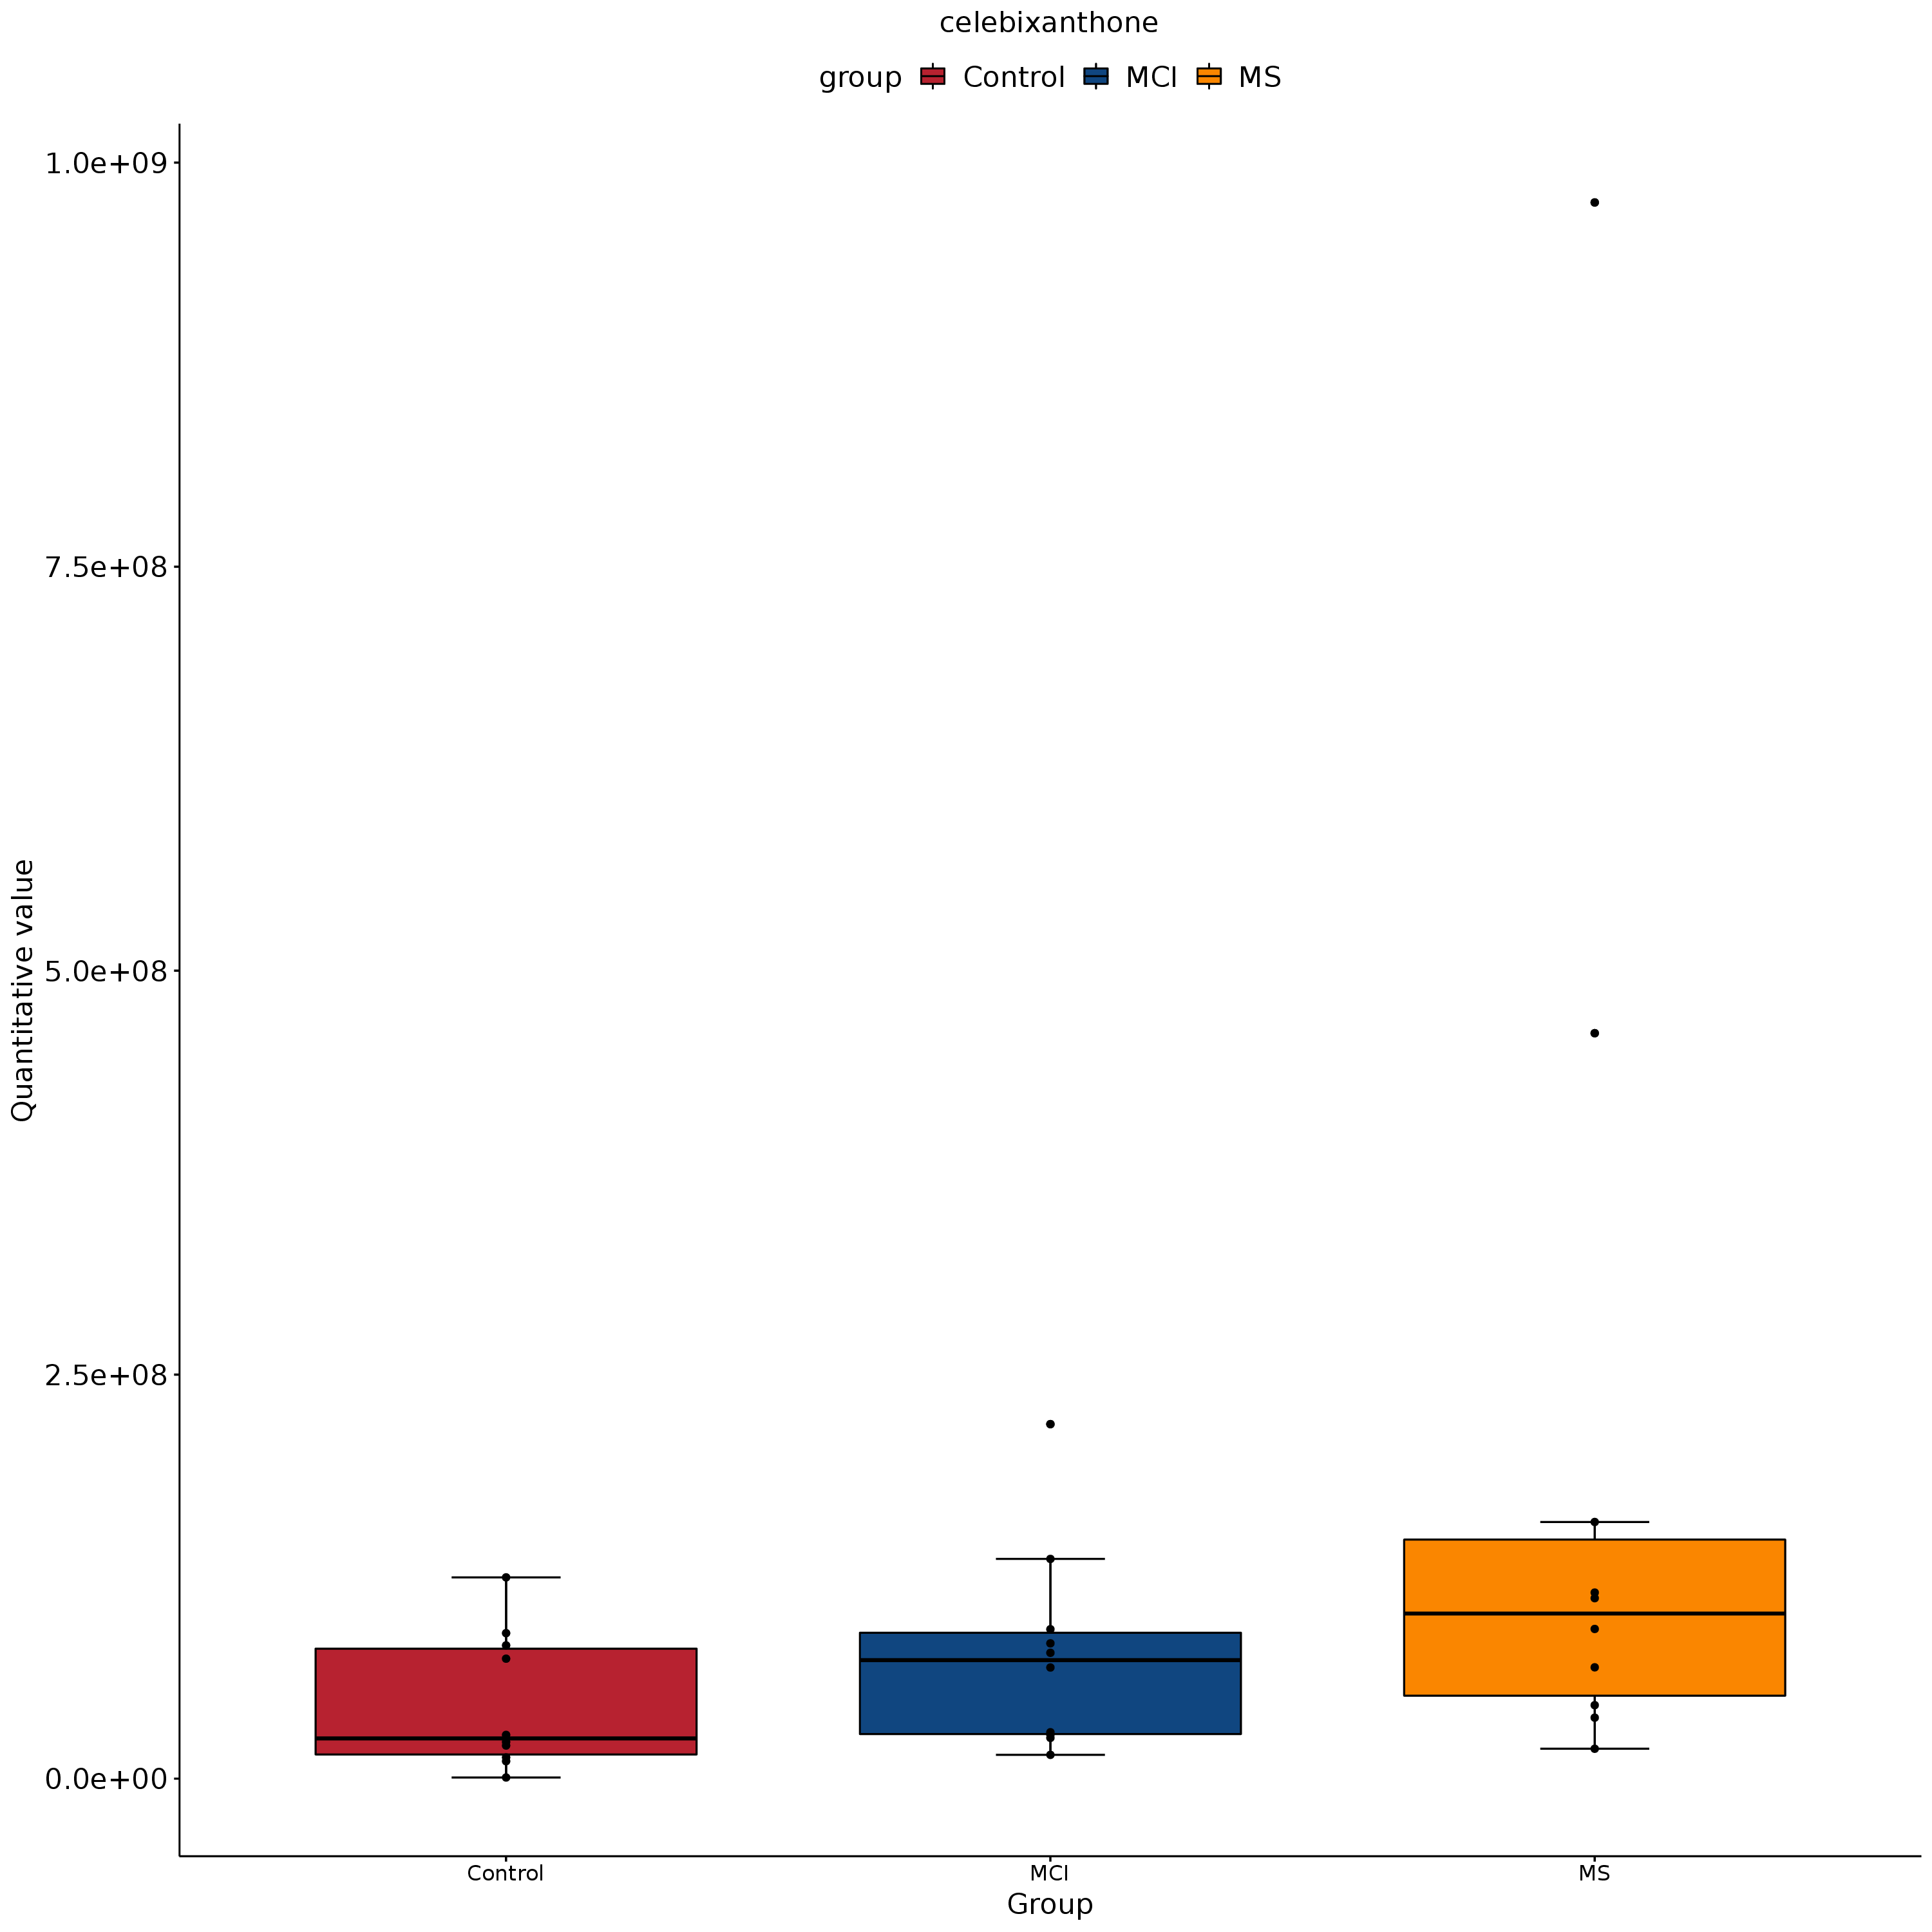 celebixanthone
group Control MCI MS
1.0e+09
7.5e+08
5.0e+08
2.5e+08
0.0e+00
Quantitative value
Control MCI MS
Group